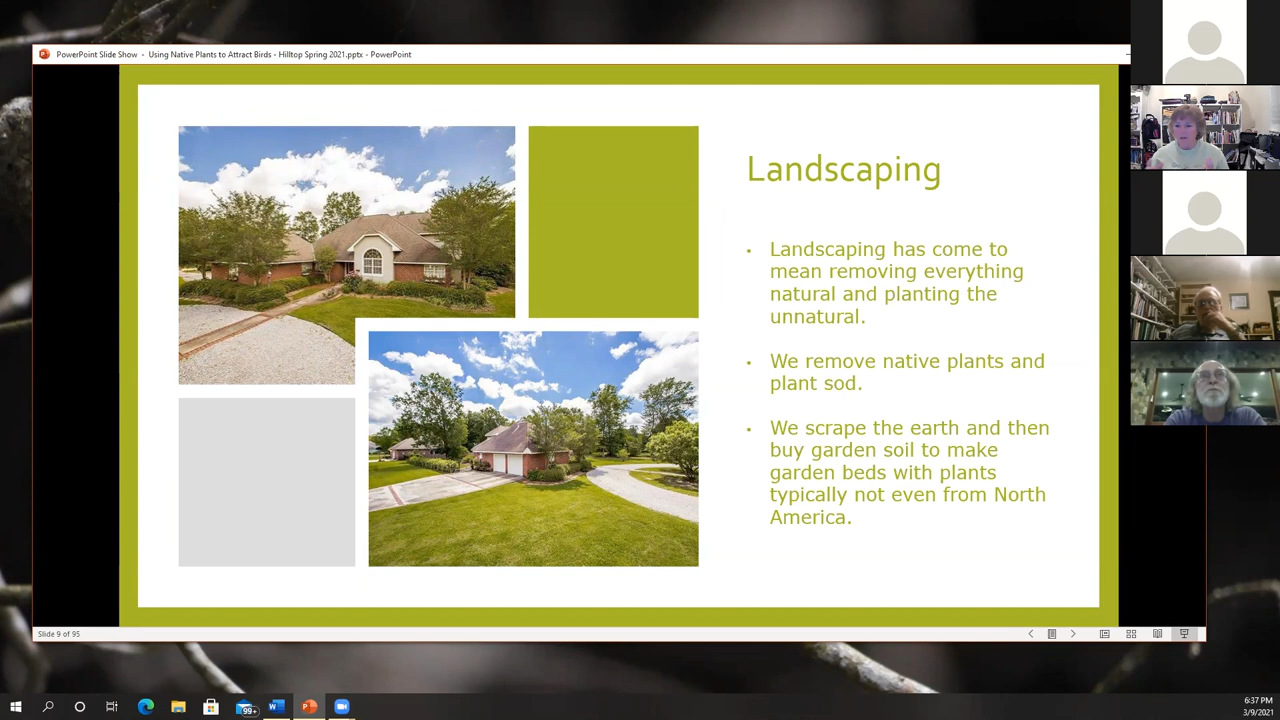 PowerPoint Slide Show - Using Native Plants to Attract Birds - Hilltop Spring 2021.pptx - PowerPoint
Landscaping
• Landscaping has come to
mean removing everything
natural and planting the
unnatural.
• We remove native plants and
plant sod.
• We scrape the earth and then
buy garden soil to make
garden beds with plants
typically not even from North
America.
Slide 9 of 95
99+
6:37 PM
3/9/2021